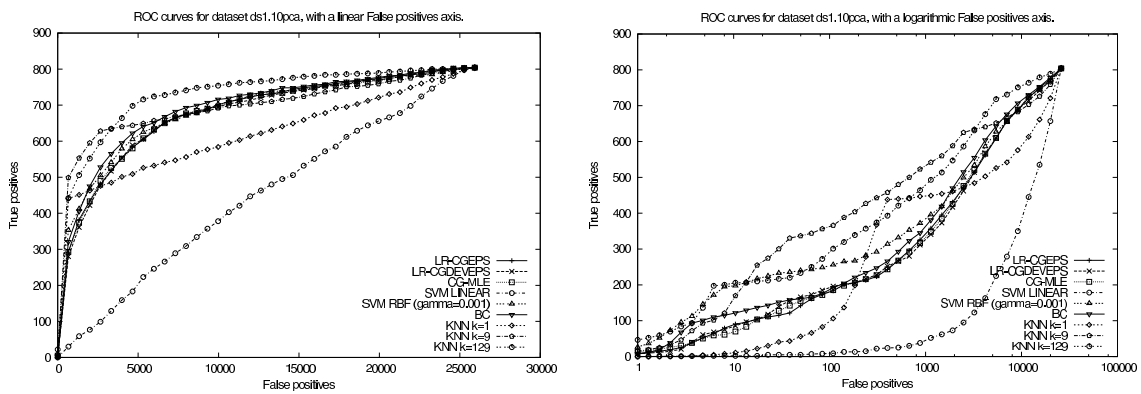 ROC curves for dataset ds1.10pca, with a linear False positives axis.
900
800
700
600
500
400
300
200
100
0
True positives
LR-CGEPS
LR-CGDEVEPS
CG-MLE
SVM LINEAR
SVM RBF (gamma=0.001)
BC
KNN k=1
KNN k=9
KNN k=129
0
5000
10000
15000
20000
25000
30000
False positives
ROC curves for dataset ds1.10pca, with a logarithmic False positives axis.
900
800
700
600
500
400
300
200
100
0
True positives
LR-CGEPS
LR-CGDEVEPS
CG-MLE
SVM LINEAR
SVM RBF (gamma=0.001)
BC
KNN k=1
KNN k=9
KNN k=129
1
10
100
1000
10000
100000
False positives